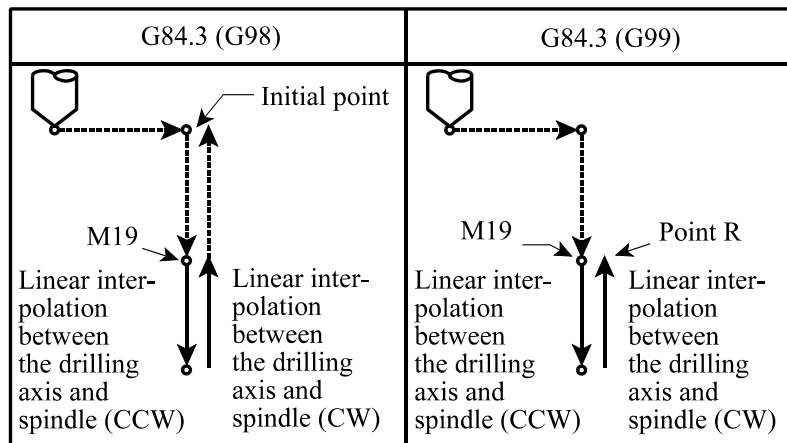 G84.3 (G98)
G84.3 (G99)
Initial point
M19
Linear inter-
polation
between
the drilling
axis and
spindle (CCW)
Linear inter-
polation
between
the drilling
axis and
spindle (CW)
M19
Point R
Linear inter-
polation
between
the drilling
axis and
spindle (CCW)
Linear inter-
polation
between
the drilling
axis and
spindle (CW)